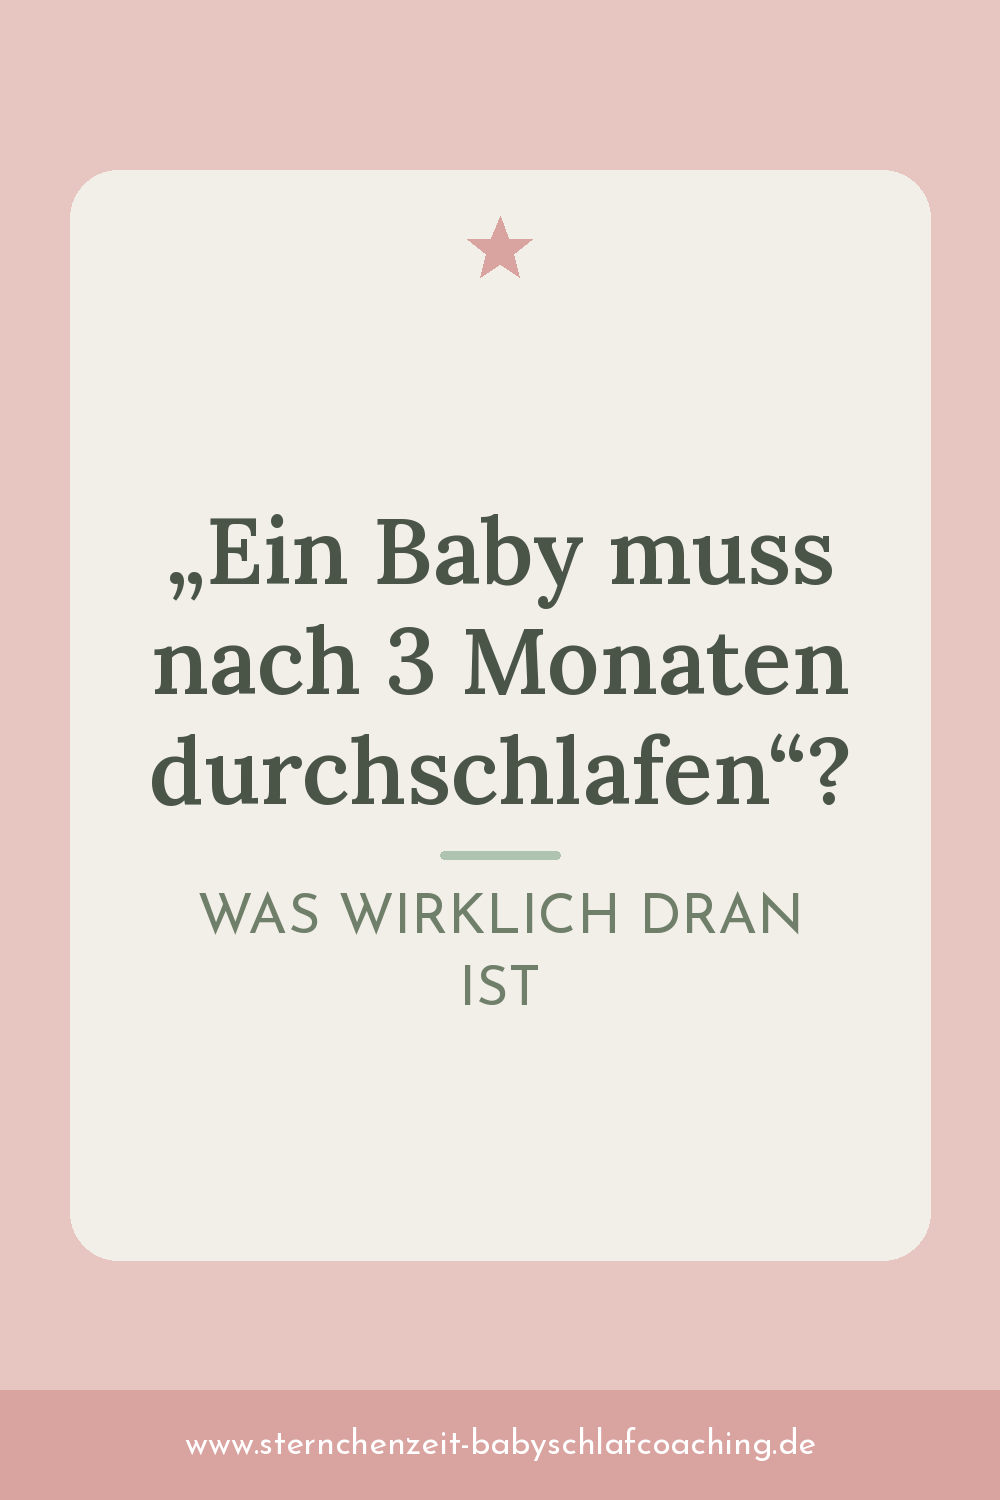 „Ein Baby muss
nach 3 Monaten
durchschlafen“?
WAS WIRKLICH DRAN
IST
www.sternchenzeit-babyschlafcoaching.de